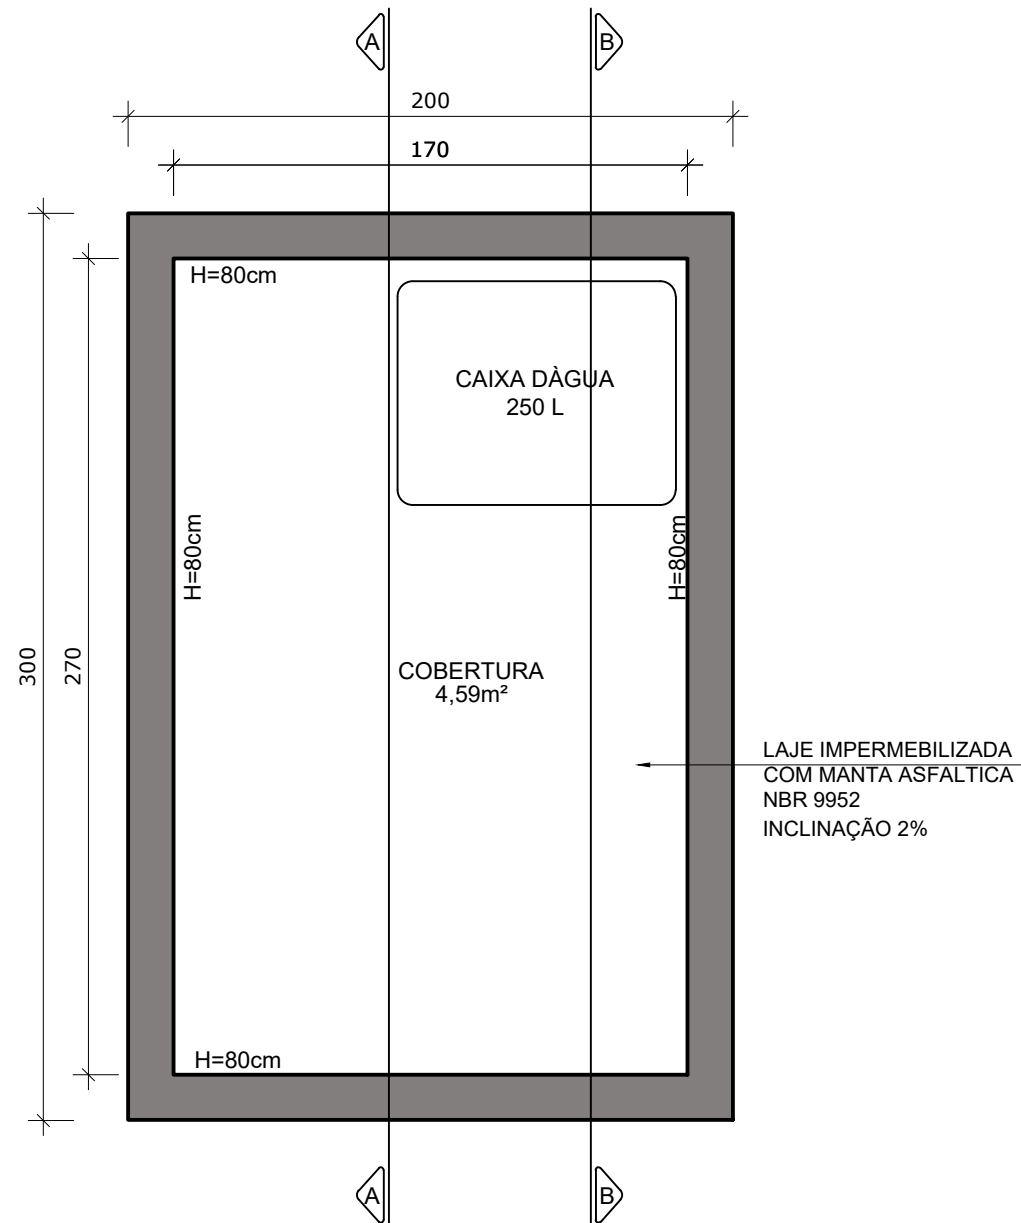 A
B
200
170
H=80cm
CAIXA DÀGUA
250 L
H=80cm
H=80cm
300
270
COBERTURA
4,59m²
LAJE IMPERMEBILIZADA
COM MANTA ASFALTICA
NBR 9952
INCLINAÇÃO 2%
H=80cm
A
B